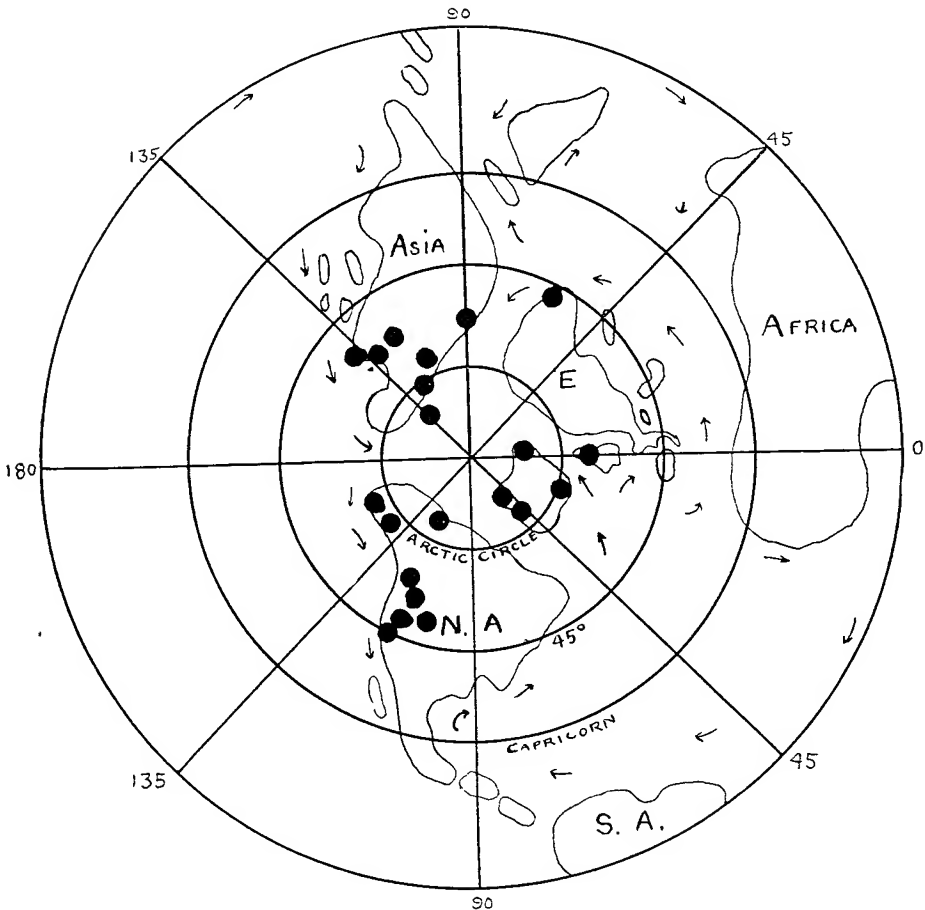 90
135
45
Asia
AFRICA
E
180
0
ARCTIC CIRCLE
N. A
45°
CAPRICORN
135
45
S. A.
90